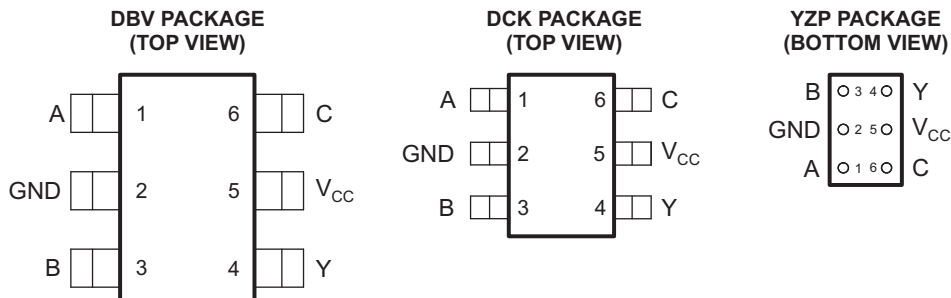 DBV PACKAGE
(TOP VIEW)
A 1 6 C
GND 2 5 VCC
B 3 4 Y
DCK PACKAGE
(TOP VIEW)
A 1 6 C
GND 2 5 VCC
B 3 4 Y
YZP PACKAGE
(BOTTOM VIEW)
B 3 4 Y
GND 2 5 VCC
A 1 6 C